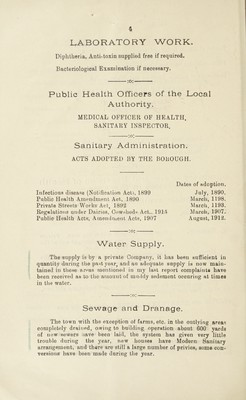 4
LABORATORY WORK.
Diphtheria, Anti-toxin supplied free if required.
Bacteriological Examination if necessary.
Public Health Officers of the Local
Authority.
MEDICAL OFFICER OF HEALTH,
SANITARY INSPECTOR,
Sanitary Administration.
ACTS ADOPTED BY THE BOROUGH.
Dates of adoption.
Infectious disease (Notification Act), 1899 July, 1890.
Public Health Amendment Act, 1890 March, 1898.
Private Streets Works Act, 1892 March, 1193.
Regulations under Dairies, Cowsheds Act, 1915 March, 1907.
Public Health Acts, Amendment Acts, 1907 August, 1912.
Water Supply.
The supply is by a private Company, it has been sufficient in
quantity during the past year, and an adequate supply is now main-
tained in those areas mentioned in my last report complaints have
been received as to the amount of muddy sediment occuring at times
in the water.
Sewage and Dranage.
The town with the exception of farms, etc. in the outlying areas
completely drained, owing to building operation about 600 yards
of new sewers have been laid, the system has given very little
trouble during the year, new houses have Modern Sanitary
arrangement, and there are still a large number of privies, some con-
versions have been made during the year.